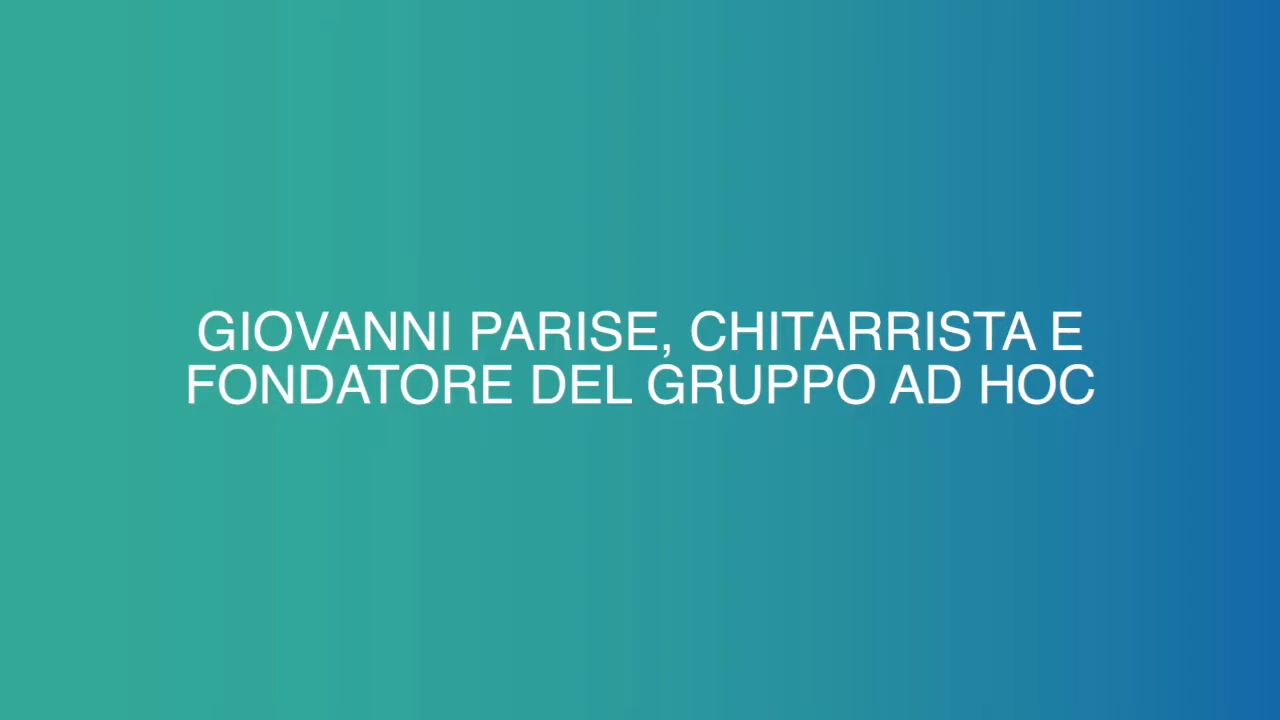 GIOVANNI PARISE, CHITARRISTA E
FONDATORE DEL GRUPPO AD HOC